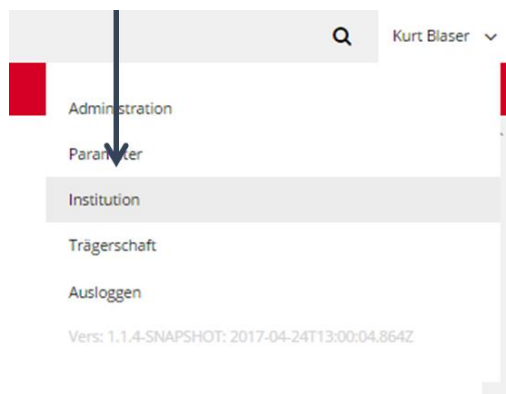 Kurt Blaser
Administration
Parameter
Institution
Trägerschaft
Ausloggen
Vers: 1.1.4-SNAPSHOT: 2017-04-24T13:00:04.864Z